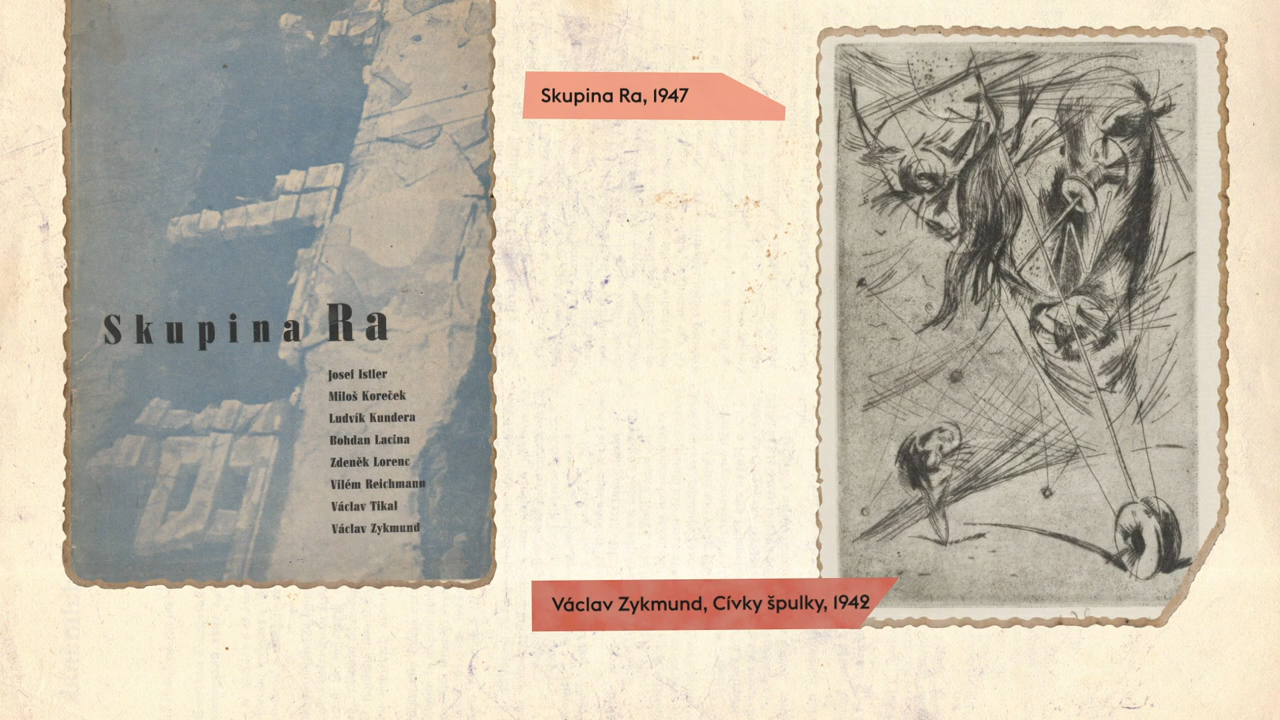 Skupina Ra
Josef Istler
Miloš Koreček
Ludvík Kundera
Bohdan Lacina
Zdeněk Lorenc
Vilém Reichmann
Václav Tikal
Václav Zykmund
Skupina Ra, 1947
Václav Zykmund, Cívky špulky, 1942